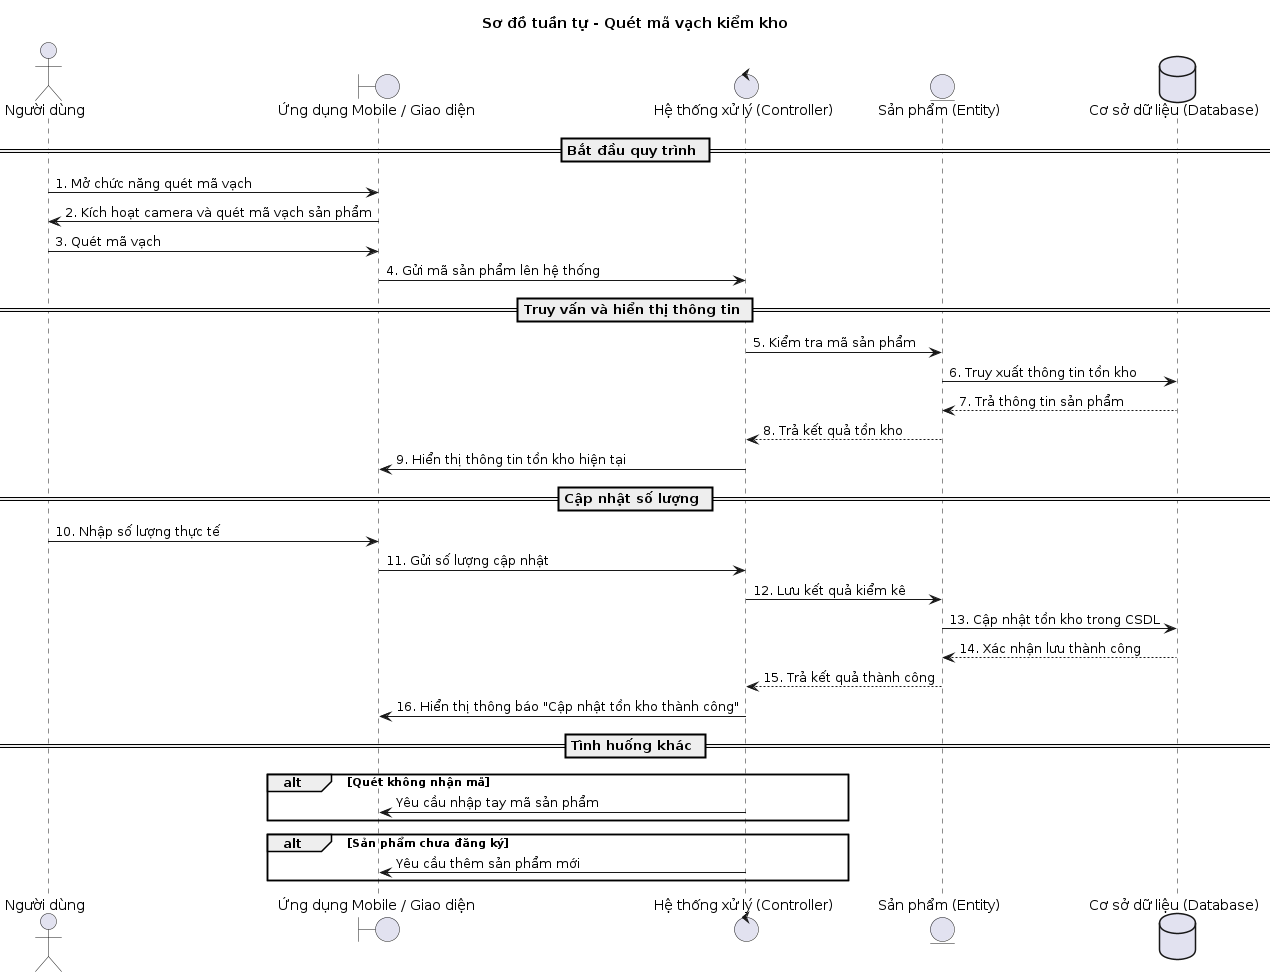 Sơ đồ tuần tự - Quét mã vạch kiểm kho
Người dùng
Ứng dụng Mobile / Giao diện
Hệ thống xử lý (Controller)
Sản phẩm (Entity)
Cơ sở dữ liệu (Database)
Bắt đầu quy trình
1. Mở chức năng quét mã vạch
2. Kích hoạt camera và quét mã vạch sản phẩm
3. Quét mã vạch
4. Gửi mã sản phẩm lên hệ thống
Truy vấn và hiển thị thông tin
5. Kiểm tra mã sản phẩm
6. Truy xuất thông tin tồn kho
7. Trả thông tin sản phẩm
8. Trả kết quả tồn kho
9. Hiển thị thông tin tồn kho hiện tại
Cập nhật số lượng
10. Nhập số lượng thực tế
11. Gửi số lượng cập nhật
12. Lưu kết quả kiểm kê
13. Cập nhật tồn kho trong CSDL
14. Xác nhận lưu thành công
15. Trả kết quả thành công
16. Hiển thị thông báo "Cập nhật tồn kho thành công"
Tình huống khác
alt [Quét không nhận mã]
Yêu cầu nhập tay mã sản phẩm
alt [Sản phẩm chưa đăng ký]
Yêu cầu thêm sản phẩm mới
Người dùng
Ứng dụng Mobile / Giao diện
Hệ thống xử lý (Controller)
Sản phẩm (Entity)
Cơ sở dữ liệu (Database)